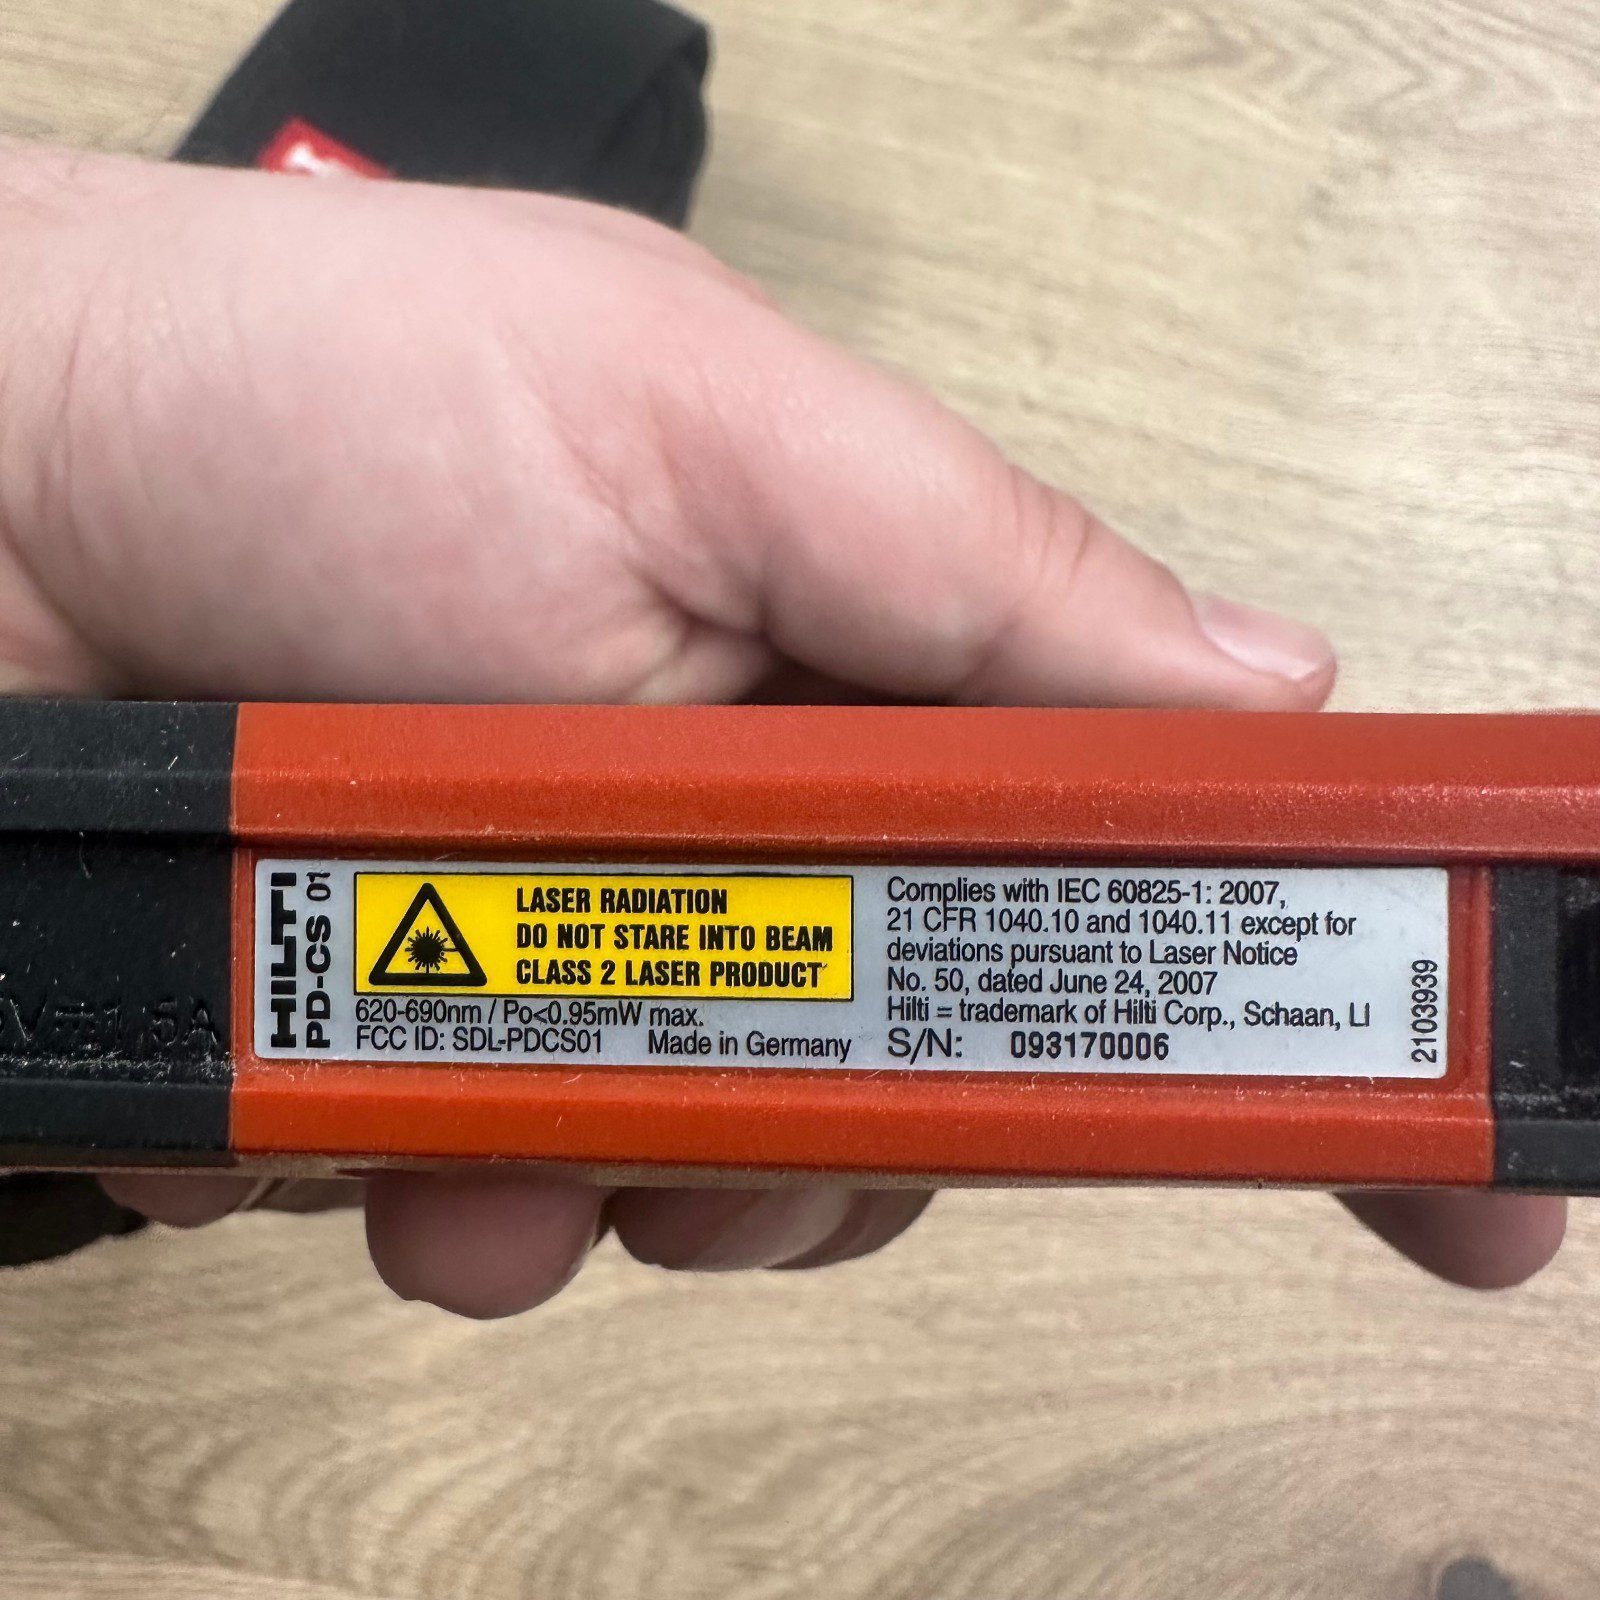 HILTI
PD-CS 01
LASER RADIATION
DO NOT STARE INTO BEAM
CLASS 2 LASER PRODUCT
620-690nm / Po<0.95mW max.
FCC ID: SDL-PDCS01 Made in Germany
Complies with IEC 60825-1: 2007,
21 CFR 1040.10 and 1040.11 except for
deviations pursuant to Laser Notice
No. 50, dated June 24, 2007
Hilti = trademark of Hilti Corp., Schaan, LI
S/N: 093170006
2103939